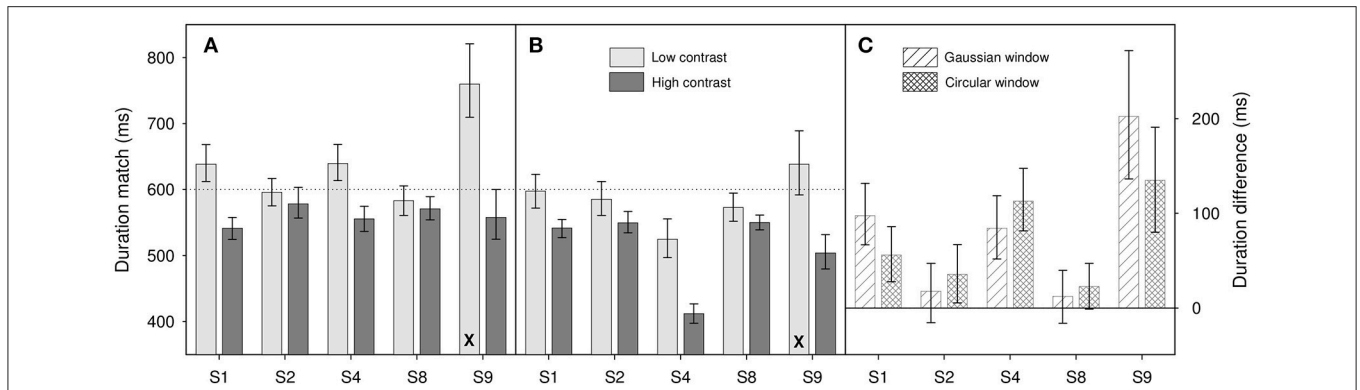 A
B
C
Low contrast
High contrast
Gaussian window
Circular window
Duration match (ms)
800
700
600
500
400
X
X
Duration difference (ms)
200
100
0
S1 S2 S4 S8 S9 S1 S2 S4 S8 S9 S1 S2 S4 S8 S9